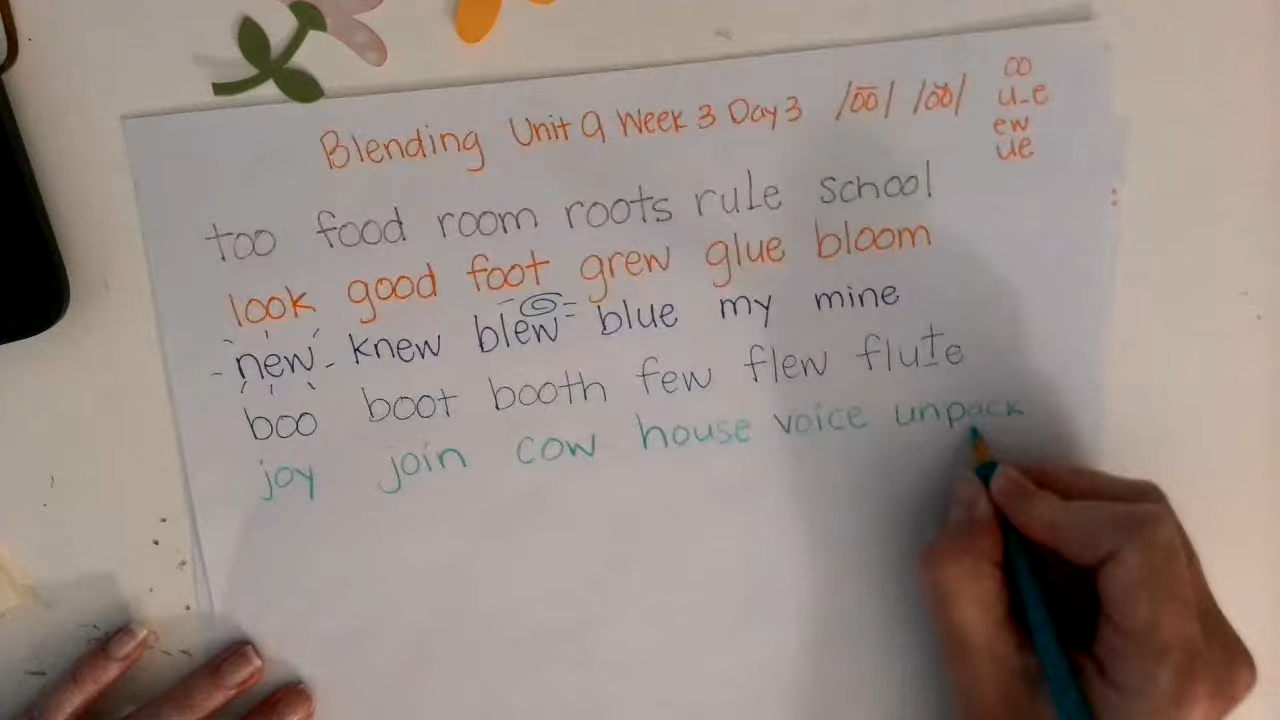 Blending Unit 9 Week 3 Day 3 /o͞o/ /o͝o/
oo
u_e
ew
ue
too food room roots rule school
look good foot grew glue bloom
new knew blew blue my mine
boo boot booth few flew flute
joy join cow house voice unpack